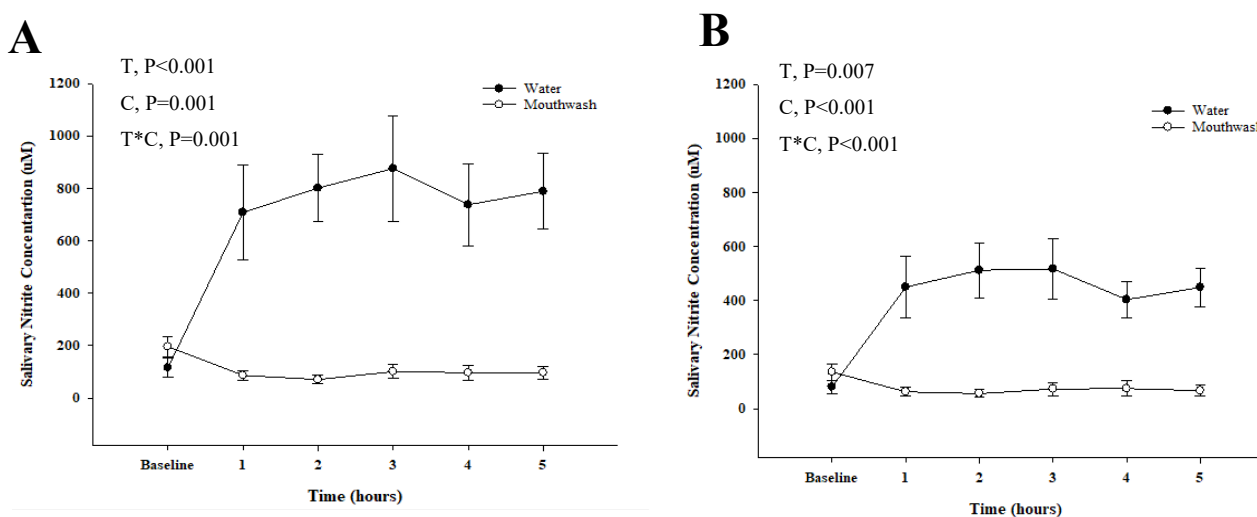 A
T, P<0.001
C, P=0.001
T*C, P=0.001
Water
Mouthwash
Salivary Nitrite Concentartion (uM)
1200
1000
800
600
400
200
0
Baseline 1 2 3 4 5
Time (hours)
B
T, P=0.007
C, P<0.001
T*C, P<0.001
Water
Mouthwash
Salivary Nitrite Concentration (uM)
1200
1000
800
600
400
200
0
Baseline 1 2 3 4 5
Time (hours)